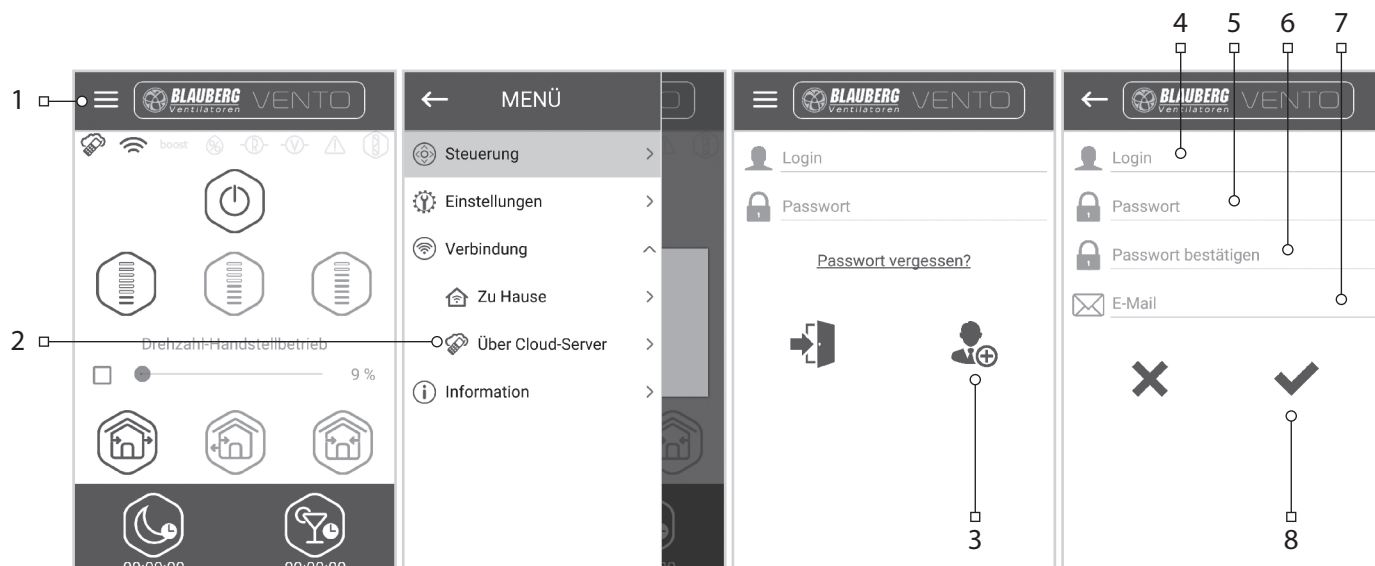 4 5 6 7
1
BLAUBERG Ventilatoren VENTO
boost
Drehzahl-Handstellbetrieb
9 %
00:00:00 00:00:00
MENÜ
Steuerung
Einstellungen
Verbindung
Zu Hause
2
Über Cloud-Server
Information
BLAUBERG Ventilatoren VENTO
Login
Passwort
Passwort vergessen?
3
BLAUBERG Ventilatoren VENTO
Login
Passwort
Passwort bestätigen
E-Mail
8